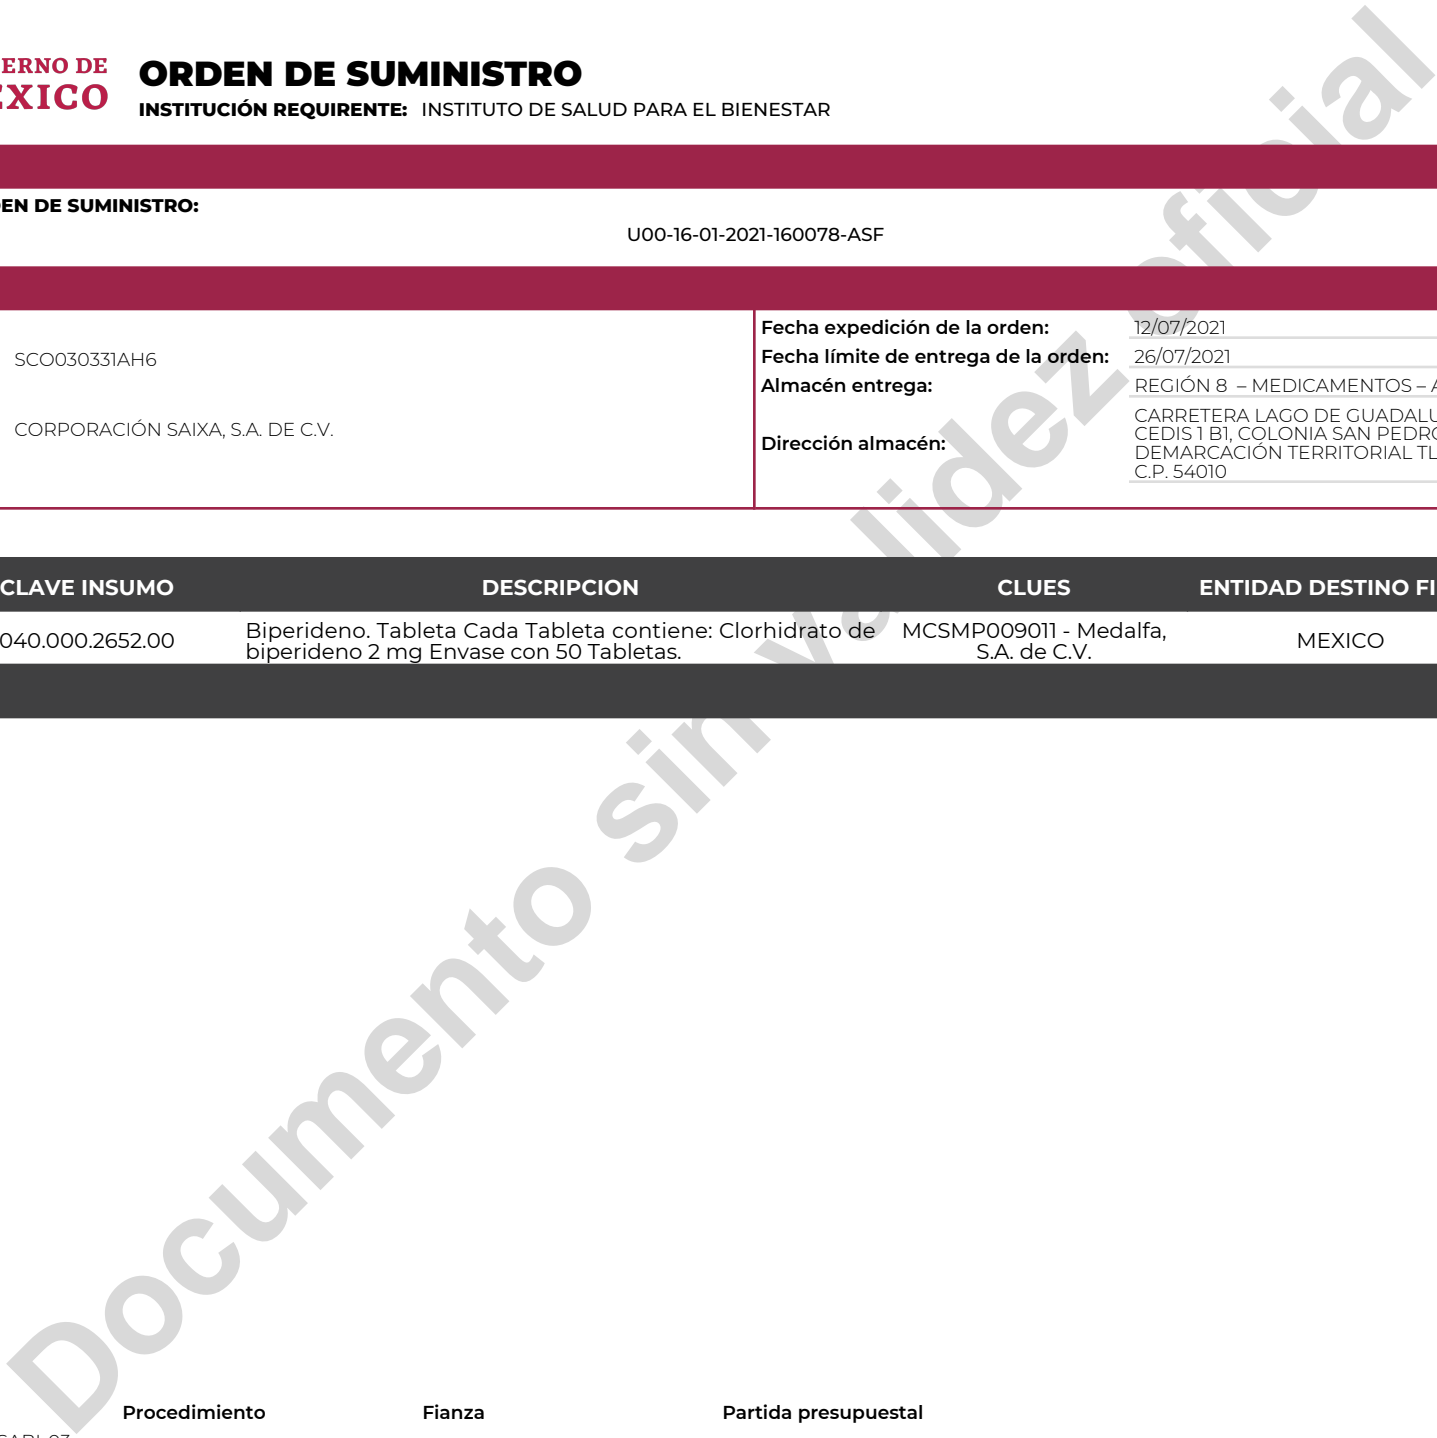 ERNO DE
EXICO
ORDEN DE SUMINISTRO
INSTITUCIÓN REQUIRENTE: INSTITUTO DE SALUD PARA EL BIENESTAR
EN DE SUMINISTRO:
U00-16-01-2021-160078-ASF
SCO030331AH6
CORPORACIÓN SAIXA, S.A. DE C.V.
Fecha expedición de la orden: 12/07/2021
Fecha límite de entrega de la orden: 26/07/2021
Almacén entrega: REGIÓN 8 – MEDICAMENTOS – A
Dirección almacén:
CARRETERA LAGO DE GUADALU
CEDIS 1 B1, COLONIA SAN PEDRO
DEMARCACIÓN TERRITORIAL TL
C.P. 54010
CLAVE INSUMO DESCRIPCION CLUES ENTIDAD DESTINO FI
040.000.2652.00
Biperideno. Tableta Cada Tableta contiene: Clorhidrato de
biperideno 2 mg Envase con 50 Tabletas.
MCSMP009011 - Medalfa,
S.A. de C.V.
MEXICO
Documento sin validez oficial
Procedimiento Fianza Partida presupuestal